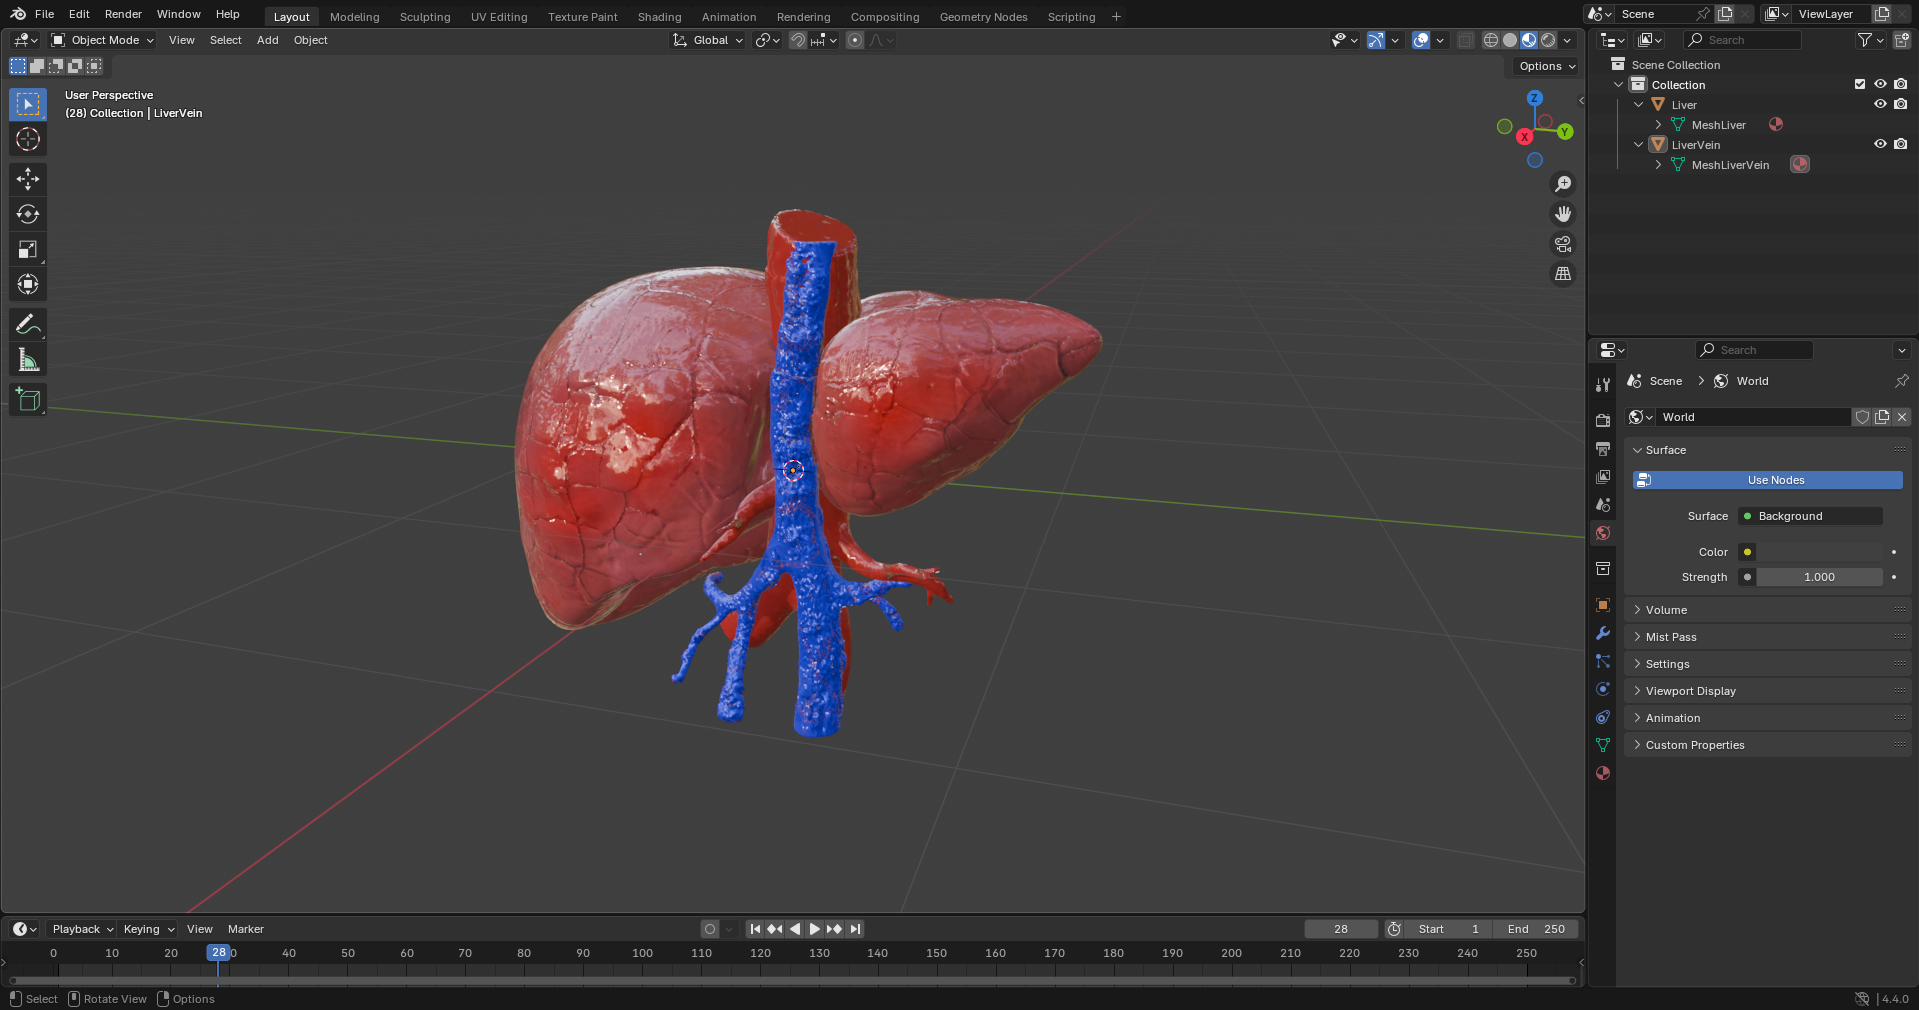 File Edit Render Window Help
Layout Modeling Sculpting UV Editing Texture Paint Shading Animation Rendering Compositing Geometry Nodes Scripting +
Scene
ViewLayer
Object Mode View Select Add Object
Global
Options
User Perspective
(28) Collection | LiverVein
Z
Y
X
Search
Scene Collection
Collection
Liver
MeshLiver
LiverVein
MeshLiverVein
Search
Scene > World
World
Surface
Use Nodes
Surface Background
Color
Strength 1.000
Volume
Mist Pass
Settings
Viewport Display
Animation
Custom Properties
Playback Keying View Marker
28
Start 1
End 250
0 10 20 28 0 40 50 60 70 80 90 100 110 120 130 140 150 160 170 180 190 200 210 220 230 240 250
Select Rotate View Options
4.4.0